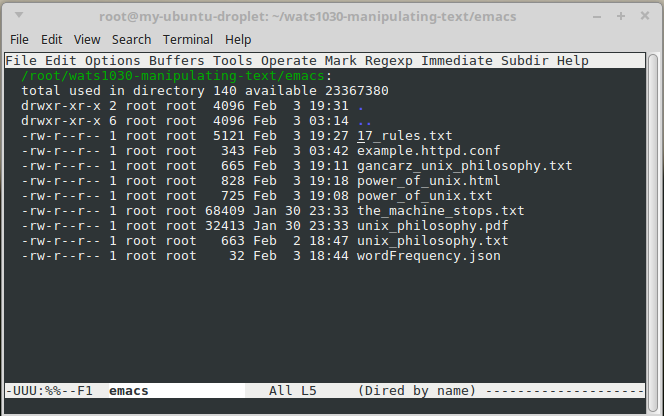 root@my-ubuntu-droplet: ~/wats1030-manipulating-text/emacs
File Edit View Search Terminal Help
File Edit Options Buffers Tools Operate Mark Regexp Immediate Subdir Help
/root/wats1030-manipulating-text/emacs:
total used in directory 140 available 23367380
drwxr-xr-x 2 root root  4096 Feb  3 19:31 .
drwxr-xr-x 6 root root  4096 Feb  3 03:14 ..
-rw-r--r-- 1 root root  5121 Feb  3 19:27 17_rules.txt
-rw-r--r-- 1 root root   343 Feb  3 03:42 example.httpd.conf
-rw-r--r-- 1 root root   665 Feb  3 19:11 gancarz_unix_philosophy.txt
-rw-r--r-- 1 root root   828 Feb  3 19:18 power_of_unix.html
-rw-r--r-- 1 root root   725 Feb  3 19:08 power_of_unix.txt
-rw-r--r-- 1 root root 68409 Jan 30 23:33 the_machine_stops.txt
-rw-r--r-- 1 root root 32413 Jan 30 23:33 unix_philosophy.pdf
-rw-r--r-- 1 root root   663 Feb  2 18:47 unix_philosophy.txt
-rw-r--r-- 1 root root    32 Feb  3 18:44 wordFrequency.json
-UUU:%%--F1  emacs               All L5     (Dired by name) --------------------